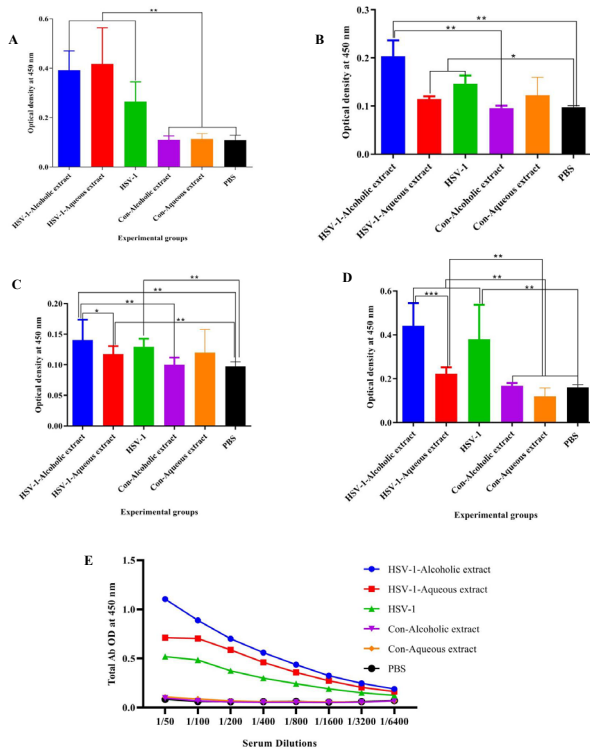 A
**
Optical density at 450 nm
0.6
0.4
0.2
0.0
HSV-1-Alcoholic extract
HSV-1-Aqueous extract
HSV-1
Con-Alcoholic extract
Con-Aqueous extract
PBS
Experimental groups
B
**
**
*
Optical density at 450 nm
0.3
0.2
0.1
0.0
HSV-1-Alcoholic extract
HSV-1-Aqueous extract
HSV-1
Con-Alcoholic extract
Con-Aqueous extract
PBS
Experimental groups
C
**
**
**
*
**
Optical density at 450 nm
0.20
0.15
0.10
0.05
0.00
HSV-1-Alcoholic extract
HSV-1-Aqueous extract
HSV-1
Con-Alcoholic extract
Con-Aqueous extract
PBS
Experimental groups
D
**
**
**
***
Optical density at 450 nm
0.6
0.4
0.2
0.0
HSV-1-Alcoholic extract
HSV-1-Aqueous extract
HSV-1
Con-Alcoholic extract
Con-Aqueous extract
PBS
Experimental groups
E
Total Ab OD at 450 nm
1.5
1.0
0.5
0.0
1/50 1/100 1/200 1/400 1/800 1/1600 1/3200 1/6400
Serum Dilutions
HSV-1-Alcoholic extract
HSV-1-Aqueous extract
HSV-1
Con-Alcoholic extract
Con-Aqueous extract
PBS